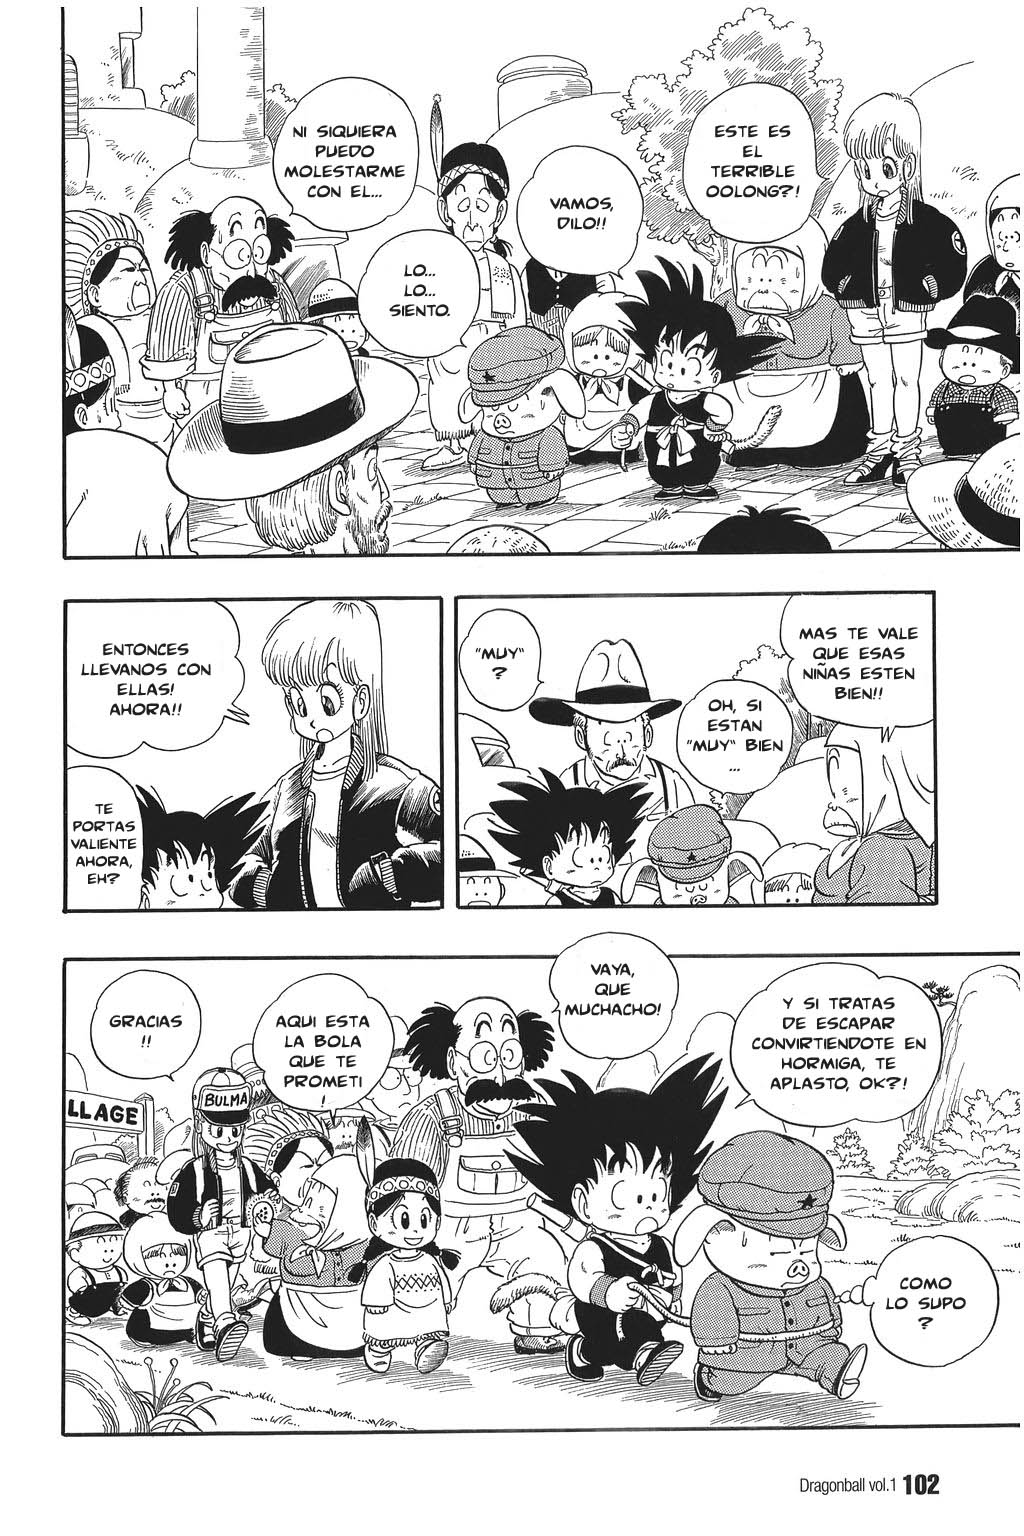 ESTE ES
EL
TERRIBLE
OOLONG?!
VAMOS,
DILO!!
NI SIQUIERA
PUEDO
MOLESTARME
CON EL...
LO...
LO...
SIENTO.
MAS TE VALE
QUE ESAS
NIÑAS ESTEN
BIEN!!
OH, SI
ESTAN
"MUY" BIEN
...
"MUY"
?
ENTONCES
LLEVANOS CON
ELLAS!
AHORA!!
TE
PORTAS
VALIENTE
AHORA,
EH?
Y SI TRATAS
DE ESCAPAR
CONVIRTIENDOTE EN
HORMIGA, TE
APLASTO, OK?!
COMO
LO SUPO
?
VAYA,
QUE
MUCHACHO!
AQUI ESTA
LA BOLA
QUE TE
PROMETI
!
GRACIAS
!!
LLAGE
BULMA
Dragonball vol.1 102